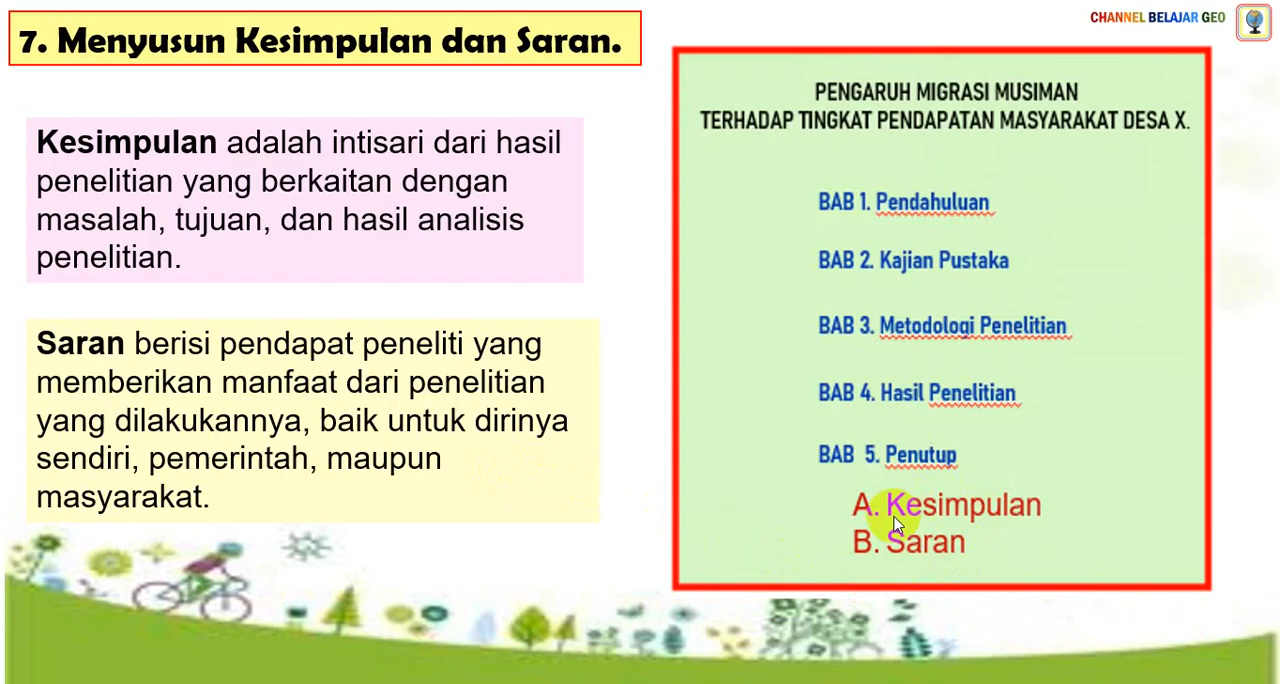 7. Menyusun Kesimpulan dan Saran.
CHANNEL BELAJAR GEO
Kesimpulan adalah intisari dari hasil
penelitian yang berkaitan dengan
masalah, tujuan, dan hasil analisis
penelitian.
Saran berisi pendapat peneliti yang
memberikan manfaat dari penelitian
yang dilakukannya, baik untuk dirinya
sendiri, pemerintah, maupun
masyarakat.
PENGARUH MIGRASI MUSIMAN
TERHADAP TINGKAT PENDAPATAN MASYARAKAT DESA X.
BAB 1. Pendahuluan
BAB 2. Kajian Pustaka
BAB 3. Metodologi Penelitian
BAB 4. Hasil Penelitian
BAB 5. Penutup
A. Kesimpulan
B. Saran